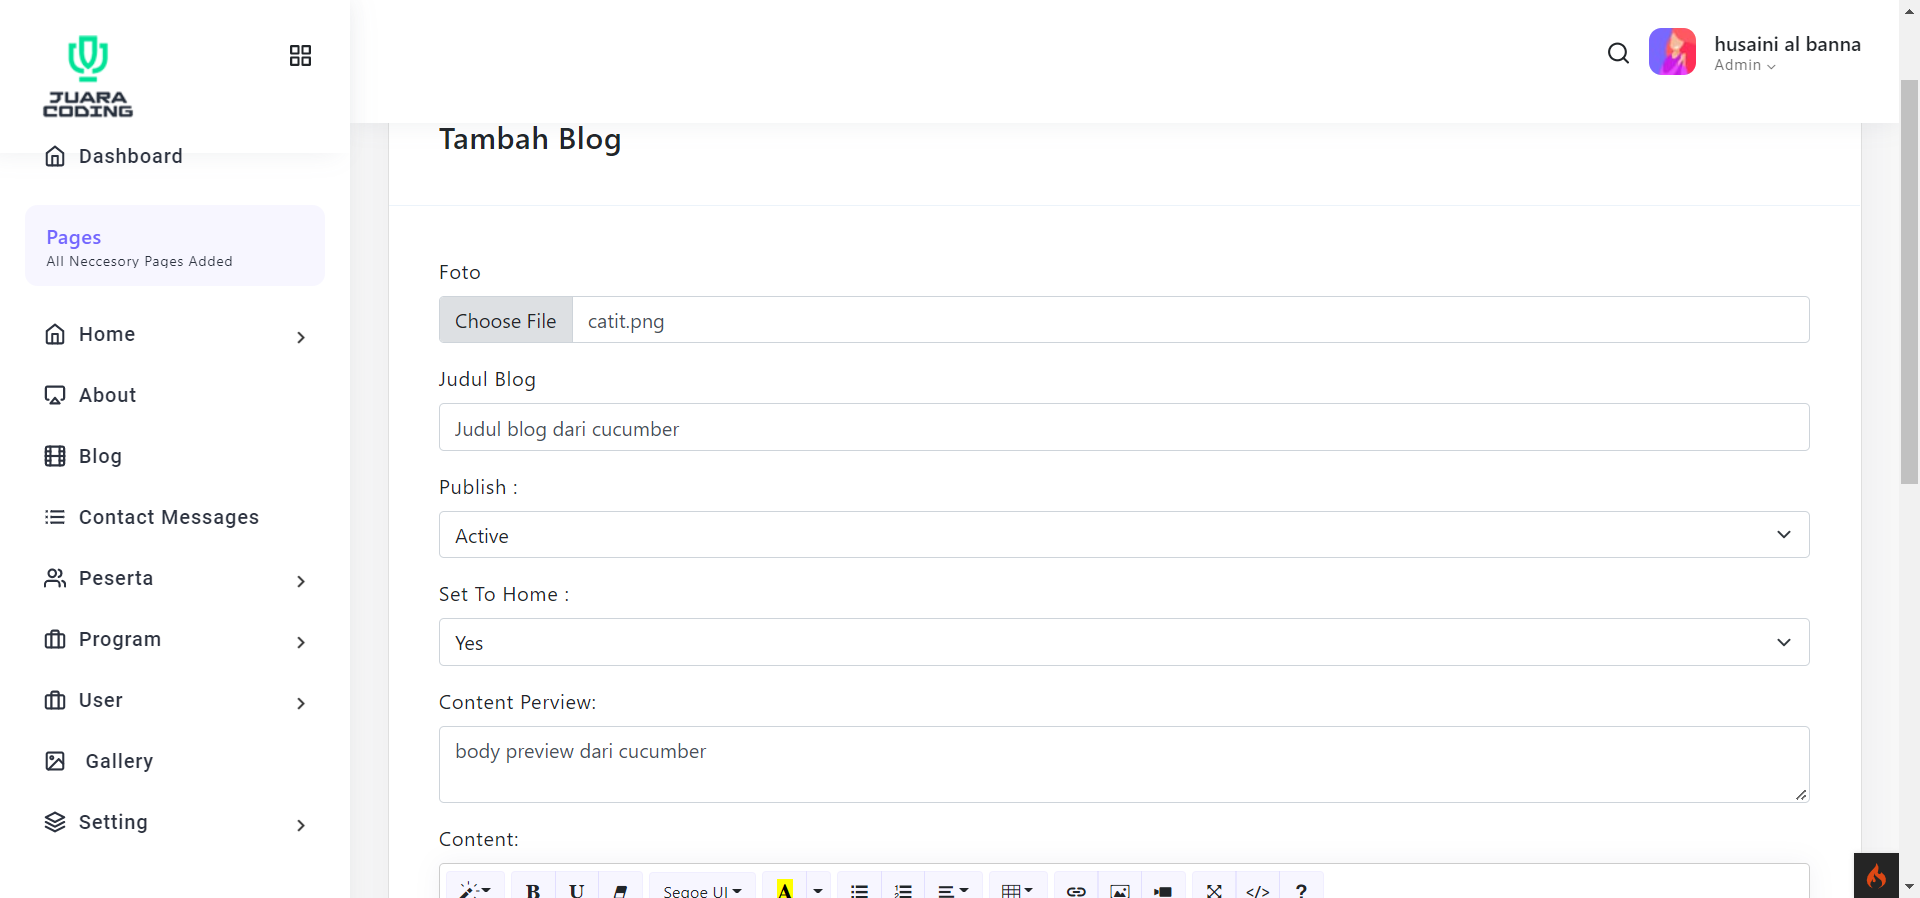 JUARA
CODING
husaini al banna
Admin
Dashboard
Pages
All Neccesory Pages Added
Home
About
Blog
Contact Messages
Peserta
Program
User
Gallery
Setting
Tambah Blog
Foto
Choose File catit.png
Judul Blog
Judul blog dari cucumber
Publish :
Active
Set To Home :
Yes
Content Perview:
body preview dari cucumber
Content:
B U Segoe UI A </> ?